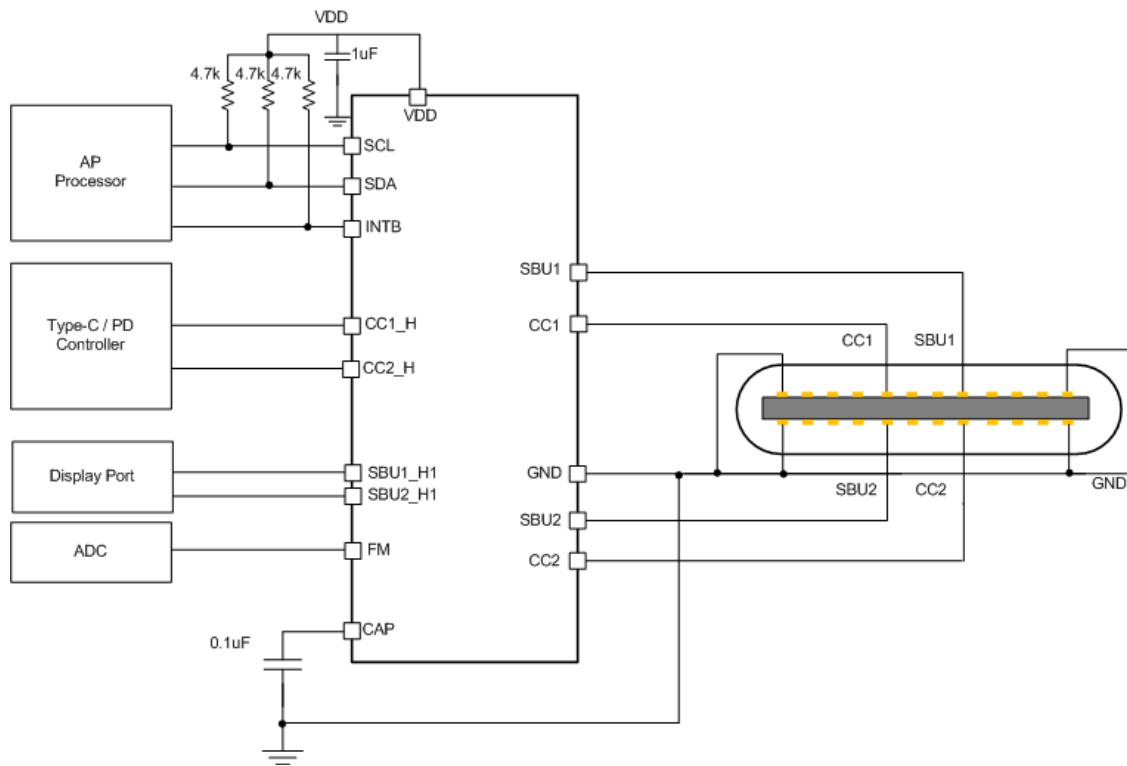 VDD
1uF
4.7k 4.7k 4.7k
VDD
AP
Processor
SCL
SDA
INTB
Type-C / PD
Controller
CC1_H
CC2_H
SBU1
CC1
CC1
SBU1
Display Port
SBU1_H1
SBU2_H1
GND
SBU2
CC2
GND
ADC
FM
SBU2
CC2
CAP
0.1uF